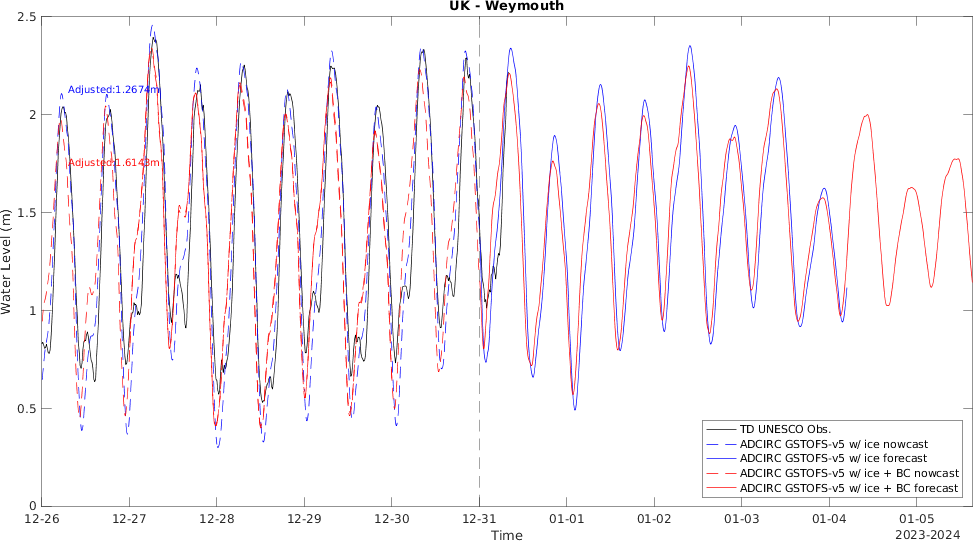 UK - Weymouth
2.5
2
1.5
1
0.5
0
Water Level (m)
Adjusted:1.2674m
Adjusted:1.6143m
TD UNESCO Obs.
ADCIRC GSTOFS-v5 w/ ice nowcast
ADCIRC GSTOFS-v5 w/ ice forecast
ADCIRC GSTOFS-v5 w/ ice + BC nowcast
ADCIRC GSTOFS-v5 w/ ice + BC forecast
12-26 12-27 12-28 12-29 12-30 12-31 01-01 01-02 01-03 01-04 01-05
Time
2023-2024